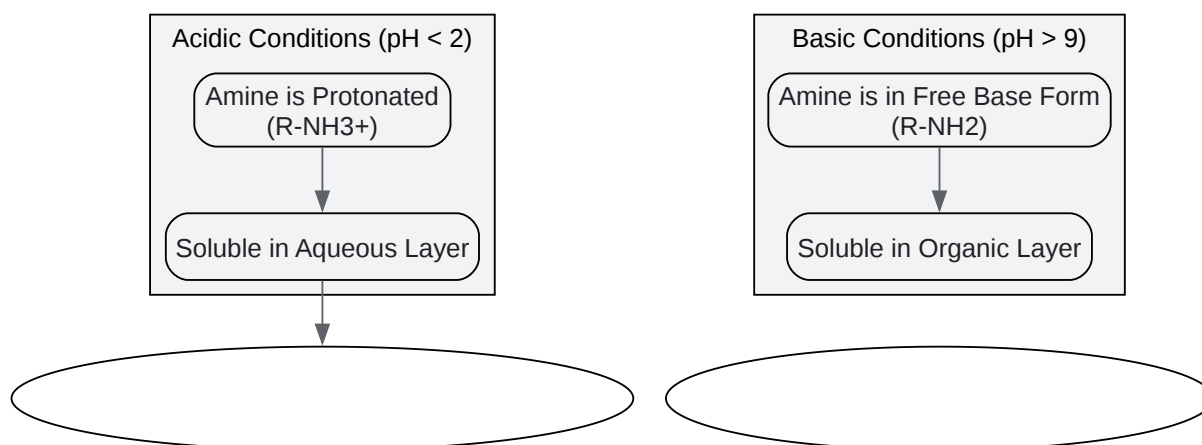 Acidic Conditions (pH < 2)
Amine is Protonated
(R-NH3+)
Soluble in Aqueous Layer
Basic Conditions (pH > 9)
Amine is in Free Base Form
(R-NH2)
Soluble in Organic Layer